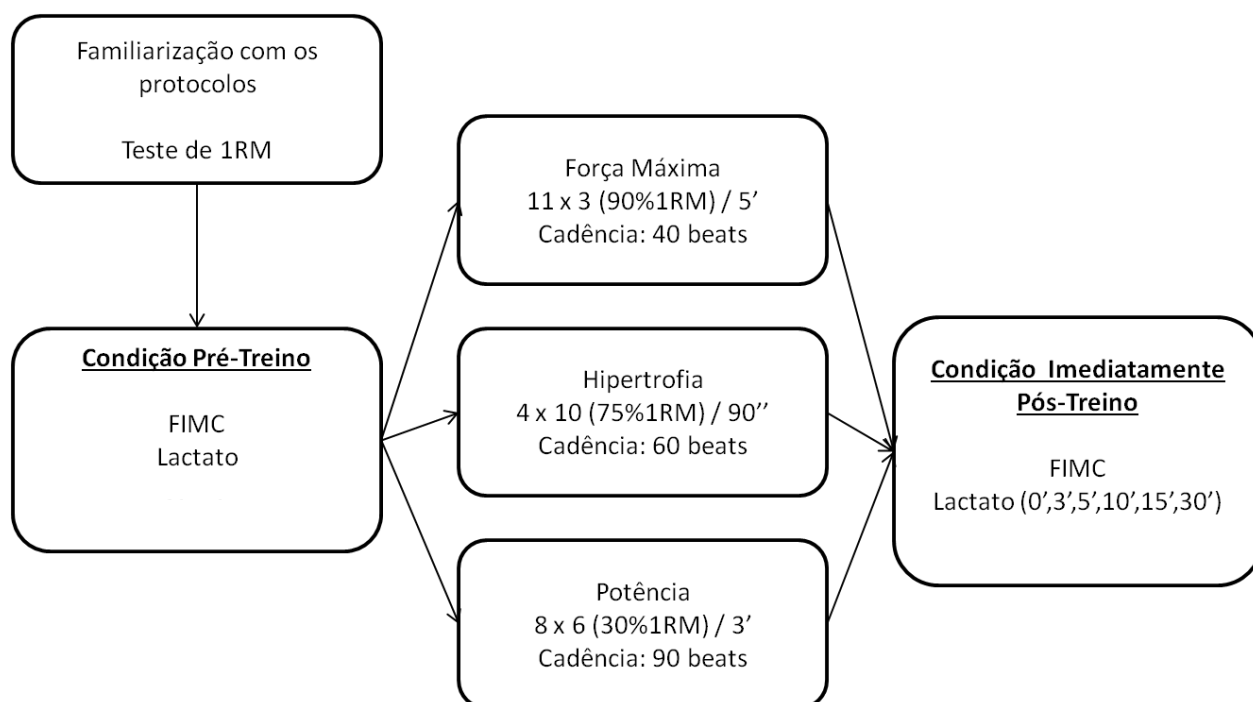 Familiarização com os
protocolos
Teste de 1RM
Condição Pré-Treino
FIMC
Lactato
Força Máxima
11 x 3 (90%1RM) / 5’
Cadência: 40 beats
Hipertrofia
4 x 10 (75%1RM) / 90’’
Cadência: 60 beats
Potência
8 x 6 (30%1RM) / 3’
Cadência: 90 beats
Condição Imediatamente
Pós-Treino
FIMC
Lactato (0’,3’,5’,10’,15’,30’)